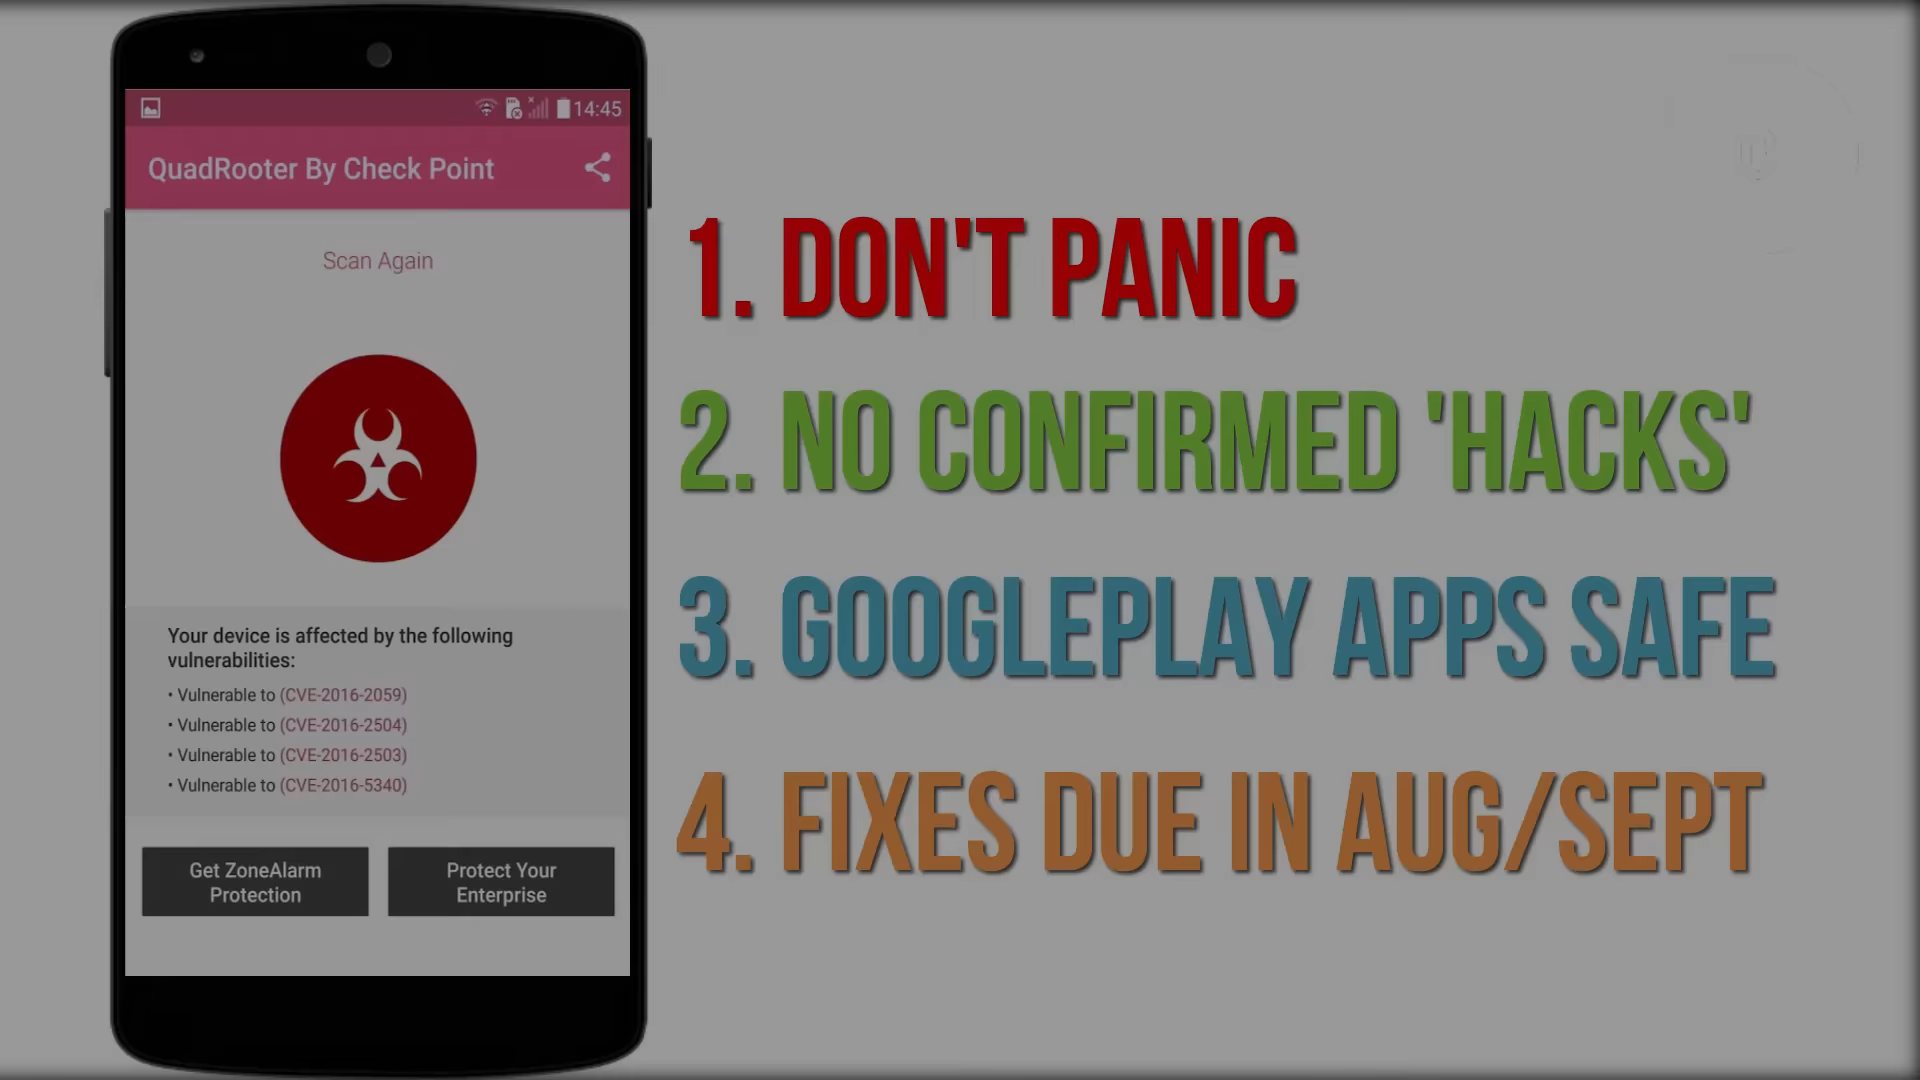 14:45
QuadRooter By Check Point
Scan Again
Your device is affected by the following
vulnerabilities:
• Vulnerable to (CVE-2016-2059)
• Vulnerable to (CVE-2016-2504)
• Vulnerable to (CVE-2016-2503)
• Vulnerable to (CVE-2016-5340)
Get ZoneAlarm
Protection
Protect Your
Enterprise
1. DON'T PANIC
2. NO CONFIRMED 'HACKS'
3. GOOGLEPLAY APPS SAFE
4. FIXES DUE IN AUG/SEPT